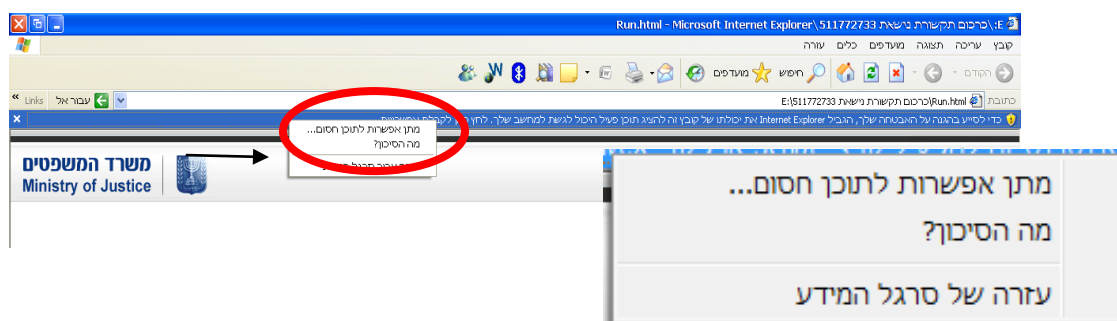 E:\כרכום תקשורת נישאת 511772733\Run.html - Microsoft Internet Explorer
קובץ עריכה תצוגה מועדפים כלים עזרה
הקודם חיפוש מועדפים
כתובת E:\כרכום תקשורת נישאת 511772733\Run.html עבור אל Links »
כדי לסייע בהגנה על האבטחה שלך, הגביל Internet Explorer את יכולתו של קובץ זה להציג תוכן פעיל היכול לגשת למחשב שלך. לחץ כאן לקבלת אפשרויות
מתן אפשרות לתוכן חסום...
מה הסיכון?
משרד המשפטים
Ministry of Justice
מתן אפשרות לתוכן חסום...
מה הסיכון?
עזרה של סרגל המידע